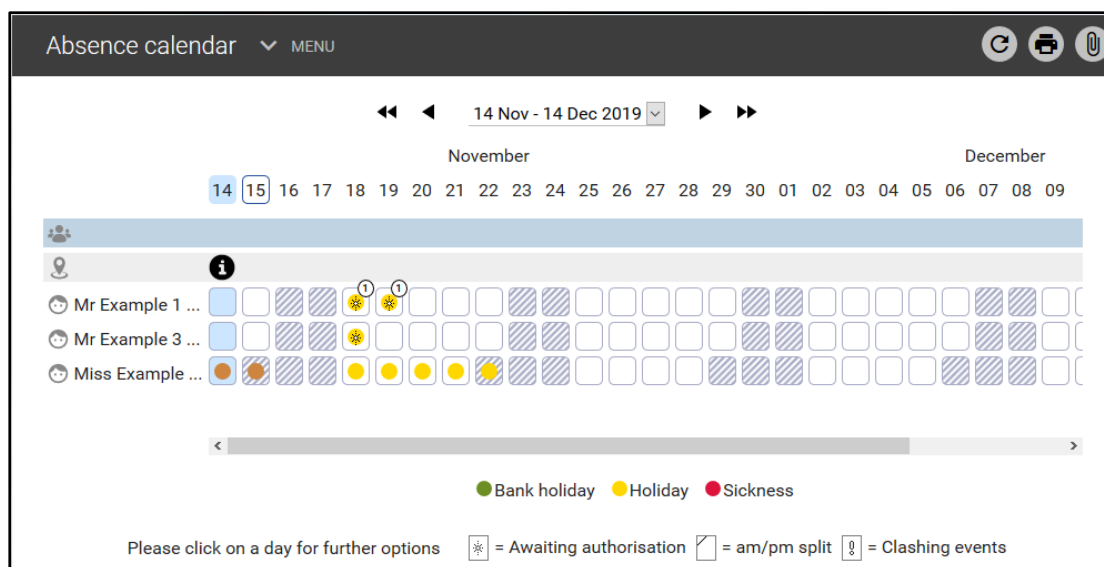 Absence calendar MENU
14 Nov - 14 Dec 2019
November December
14 15 16 17 18 19 20 21 22 23 24 25 26 27 28 29 30 01 02 03 04 05 06 07 08 09
i
Mr Example 1 ... 1 1
Mr Example 3 ...
Miss Example ...
Bank holiday Holiday Sickness
Please click on a day for further options = Awaiting authorisation = am/pm split = Clashing events